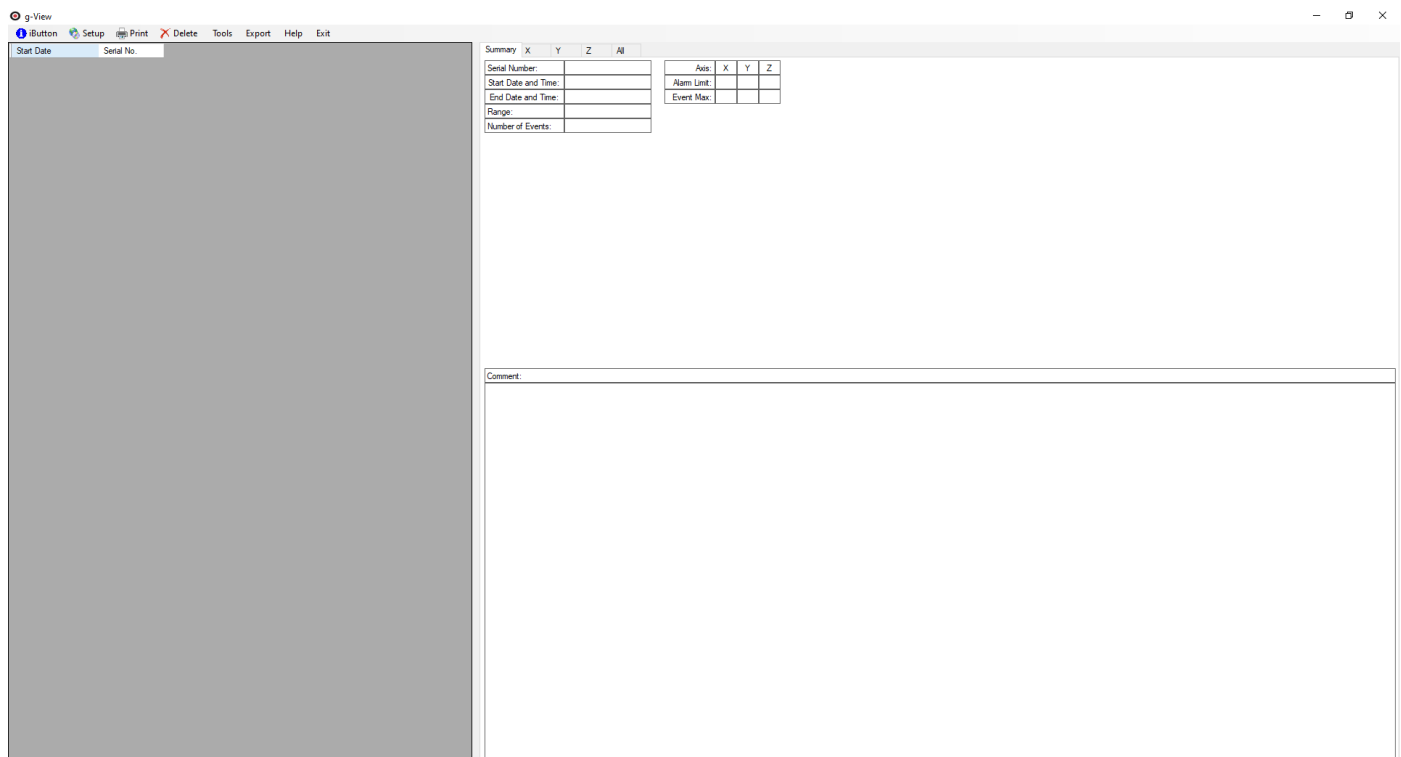 g-View
iButton Setup Print Delete Tools Export Help Exit
Start Date Serial No.
Summary X Y Z All
Serial Number:
Start Date and Time:
End Date and Time:
Range:
Number of Events:
Axis: X Y Z
Alarm Limit:
Event Max:
Comment: